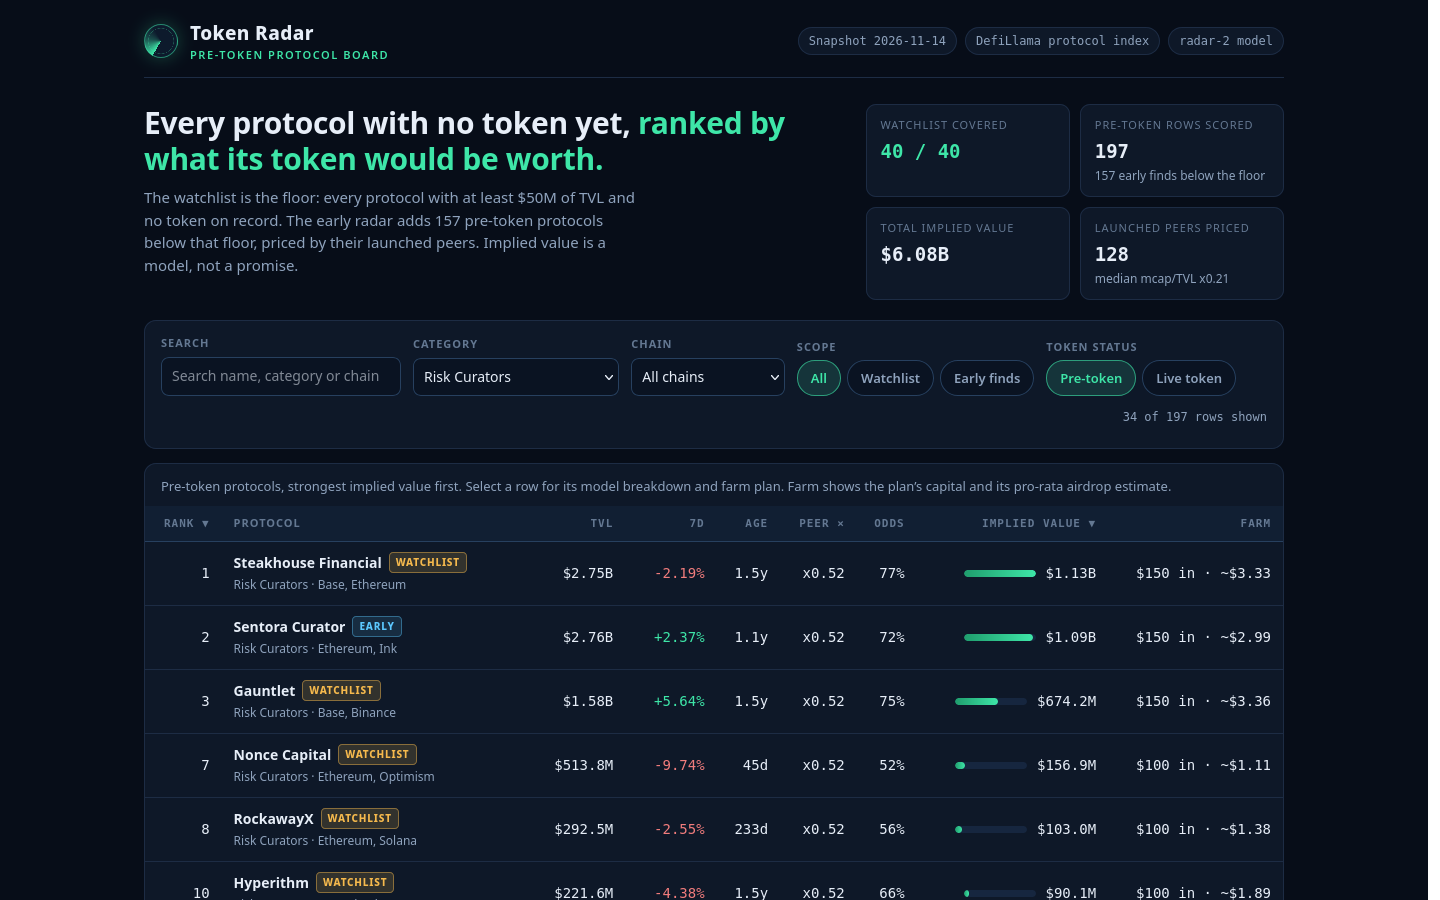 Token Radar
PRE-TOKEN PROTOCOL BOARD
Snapshot 2026-11-14
DefiLlama protocol index
radar-2 model
Every protocol with no token yet, ranked by
what its token would be worth.
The watchlist is the floor: every protocol with at least $50M of TVL and
no token on record. The early radar adds 157 pre-token protocols
below that floor, priced by their launched peers. Implied value is a
model, not a promise.
WATCHLIST COVERED
40 / 40
PRE-TOKEN ROWS SCORED
197
157 early finds below the floor
TOTAL IMPLIED VALUE
$6.08B
LAUNCHED PEERS PRICED
128
median mcap/TVL x0.21
SEARCH
Search name, category or chain
CATEGORY
Risk Curators
CHAIN
All chains
SCOPE
All
Watchlist
Early finds
TOKEN STATUS
Pre-token
Live token
34 of 197 rows shown
Pre-token protocols, strongest implied value first. Select a row for its model breakdown and farm plan. Farm shows the plan’s capital and its pro-rata airdrop estimate.
RANK ▼ PROTOCOL TVL 7D AGE PEER × ODDS IMPLIED VALUE ▼ FARM
1 Steakhouse Financial WATCHLIST $2.75B -2.19% 1.5y x0.52 77% $1.13B $150 in · ~$3.33
Risk Curators · Base, Ethereum
2 Sentora Curator EARLY $2.76B +2.37% 1.1y x0.52 72% $1.09B $150 in · ~$2.99
Risk Curators · Ethereum, Ink
3 Gauntlet WATCHLIST $1.58B +5.64% 1.5y x0.52 75% $674.2M $150 in · ~$3.36
Risk Curators · Base, Binance
7 Nonce Capital WATCHLIST $513.8M -9.74% 45d x0.52 52% $156.9M $100 in · ~$1.11
Risk Curators · Ethereum, Optimism
8 RockawayX WATCHLIST $292.5M -2.55% 233d x0.52 56% $103.0M $100 in · ~$1.38
Risk Curators · Ethereum, Solana
10 Hyperithm WATCHLIST $221.6M -4.38% 1.5y x0.52 66% $90.1M $100 in · ~$1.89